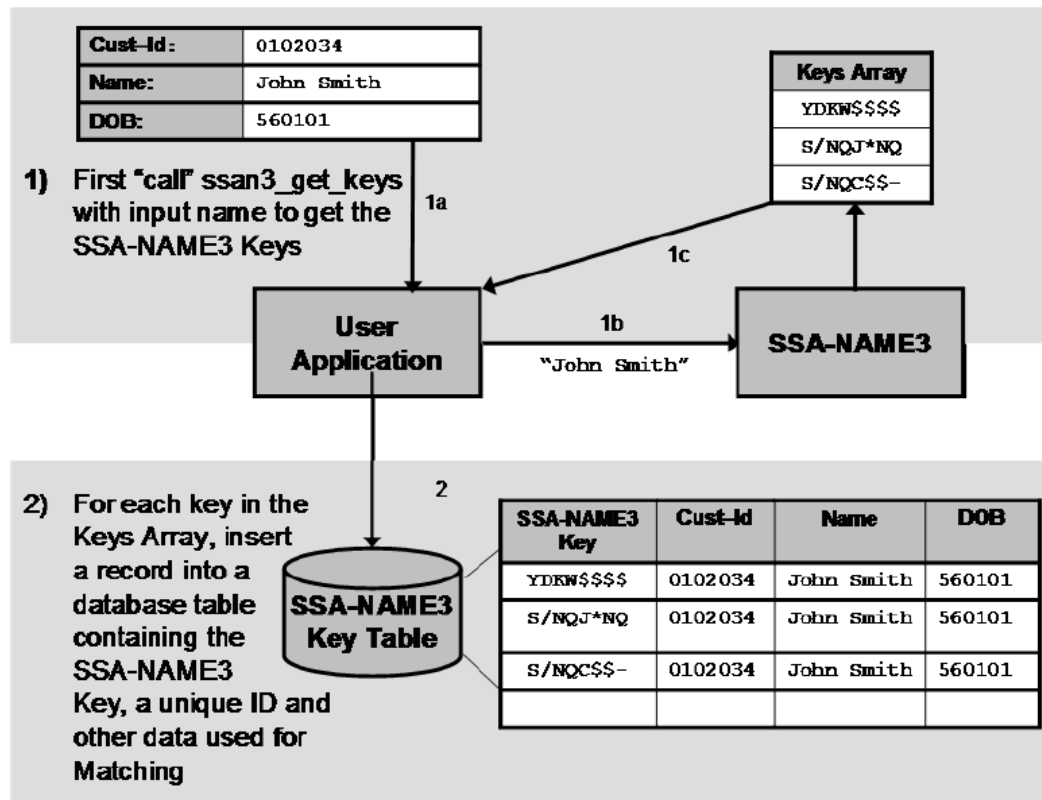 Cust-Id: 0102034
Name: John Smith
DOB: 560101
Keys Array
YDKW$$$$
S/NQJ*NQ
S/NQC$$-
1) First "call" ssan3_get_keys
with input name to get the
SSA-NAME3 Keys
1a
1c
User
Application
1b
"John Smith"
SSA-NAME3
2) For each key in the
Keys Array, insert
a record into a
database table
containing the
SSA-NAME3
Key, a unique ID and
other data used for
Matching
2
SSA-NAME3
Key Table
SSA-NAME3
Key
Cust-Id Name DOB
YDKW$$$$ 0102034 John Smith 560101
S/NQJ*NQ 0102034 John Smith 560101
S/NQC$$- 0102034 John Smith 560101